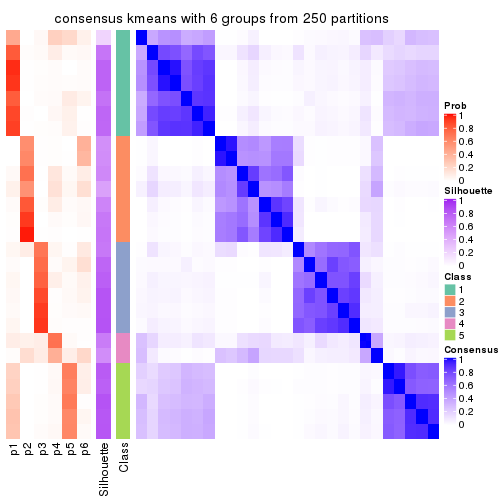 consensus kmeans with 6 groups from 250 partitions
Prob
1
0.8
0.6
0.4
0.2
0
Silhouette
1
0.8
0.6
0.4
0.2
0
Class
1
2
3
4
5
Consensus
1
0.8
0.6
0.4
0.2
0
p1
p2
p3
p4
p5
p6
Silhouette
Class